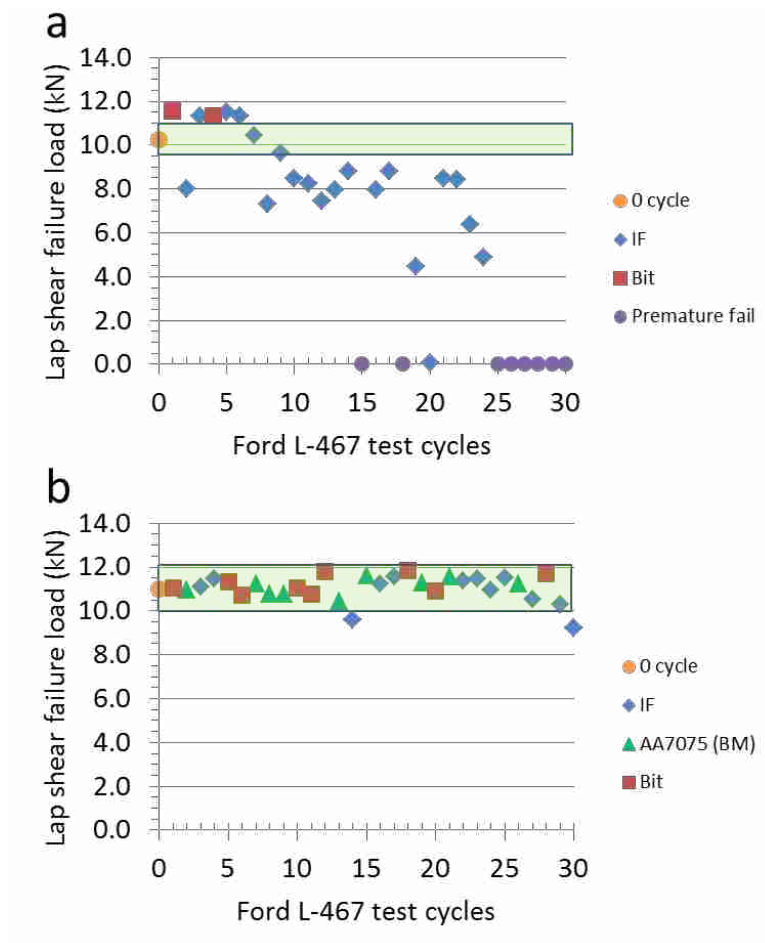 a
Lap shear failure load (kN)
14.0
12.0
10.0
8.0
6.0
4.0
2.0
0.0
0 5 10 15 20 25 30
Ford L-467 test cycles
0 cycle
IF
Bit
Premature fail
b
Lap shear failure load (kN)
14.0
12.0
10.0
8.0
6.0
4.0
2.0
0.0
0 5 10 15 20 25 30
Ford L-467 test cycles
0 cycle
IF
AA7075 (BM)
Bit